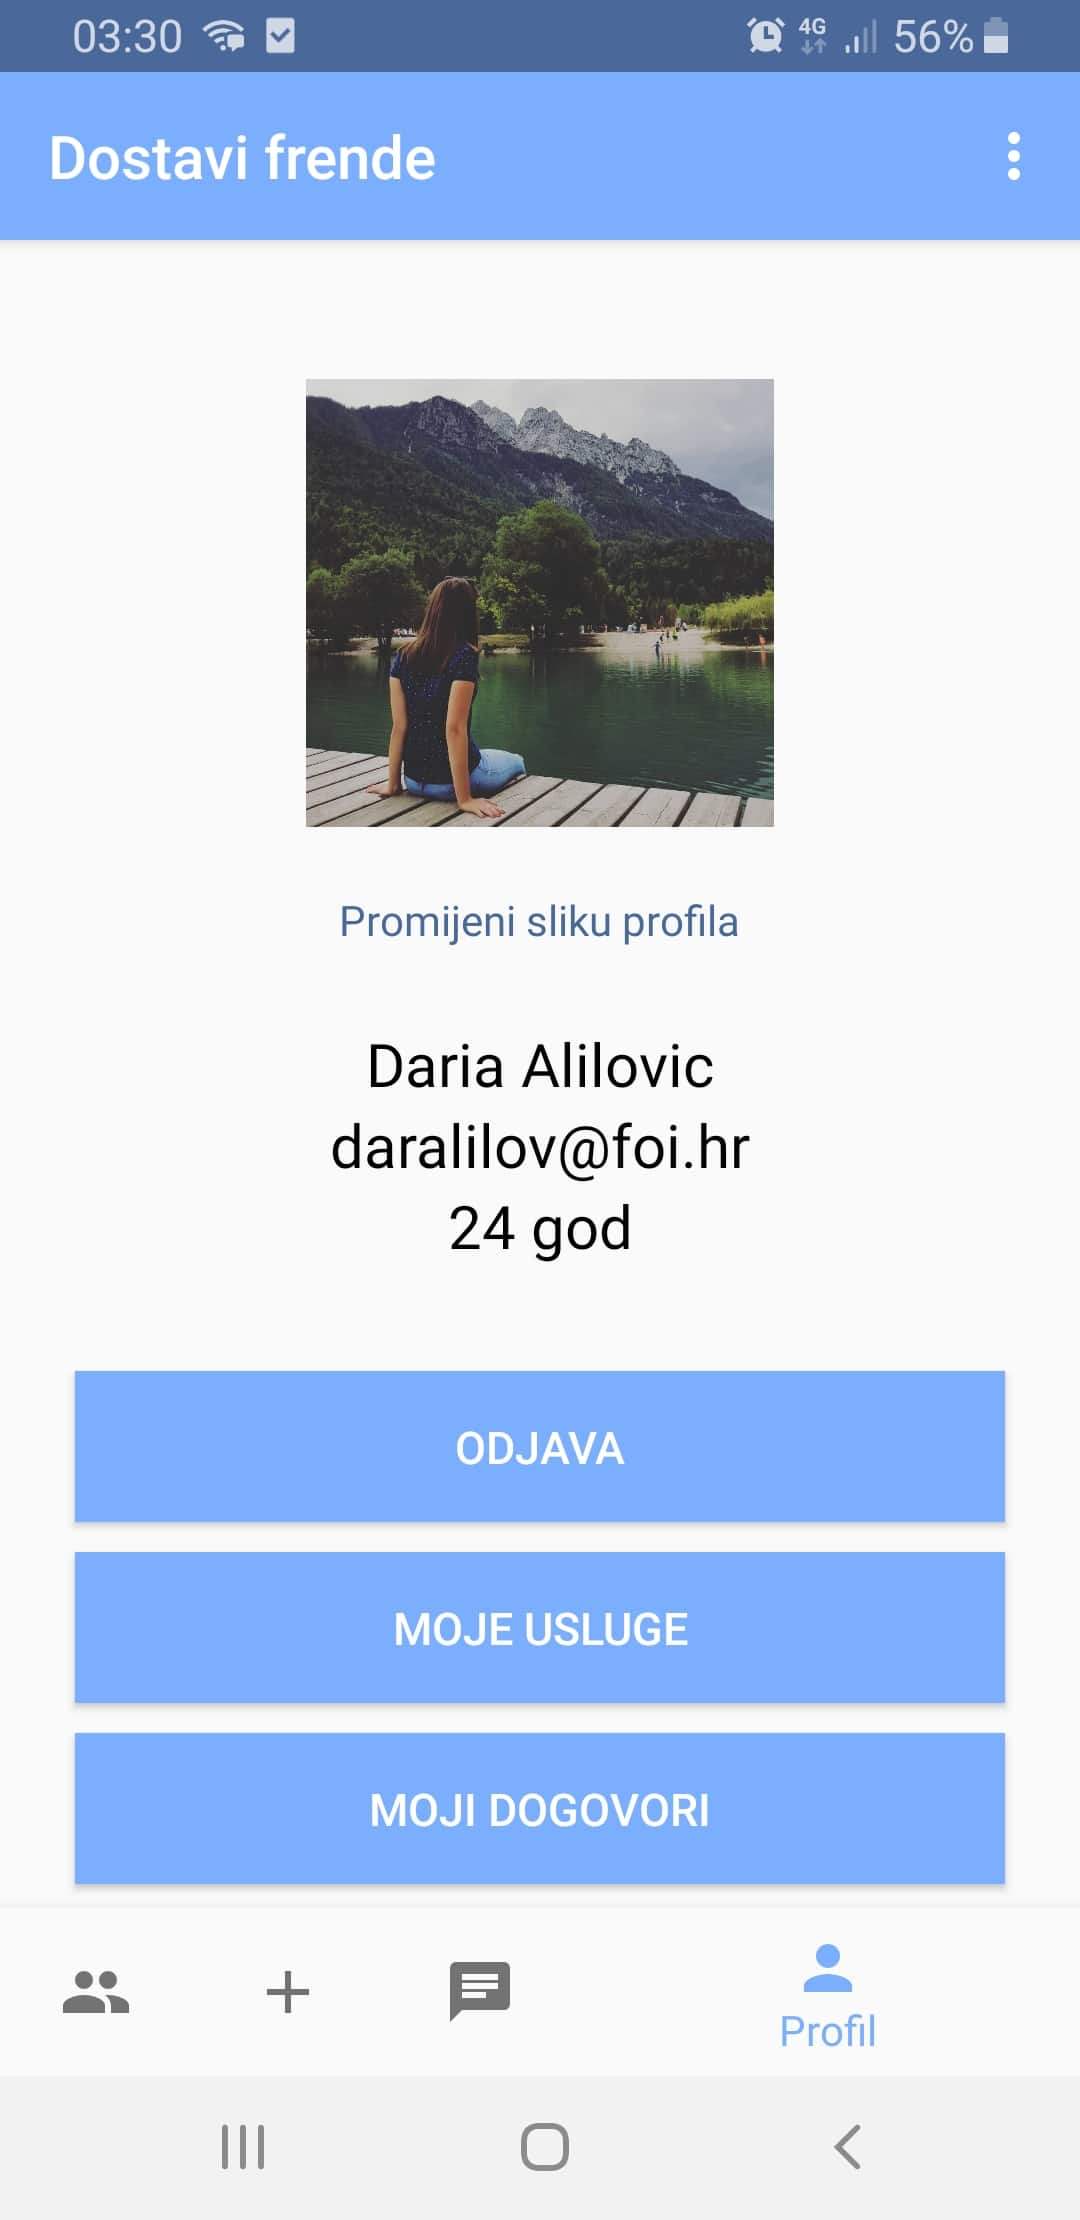 03:30
4G
56%
Dostavi frende
Promijeni sliku profila
Daria Alilovic
daralilov@foi.hr
24 god
ODJAVA
MOJE USLUGE
MOJI DOGOVORI
Profil